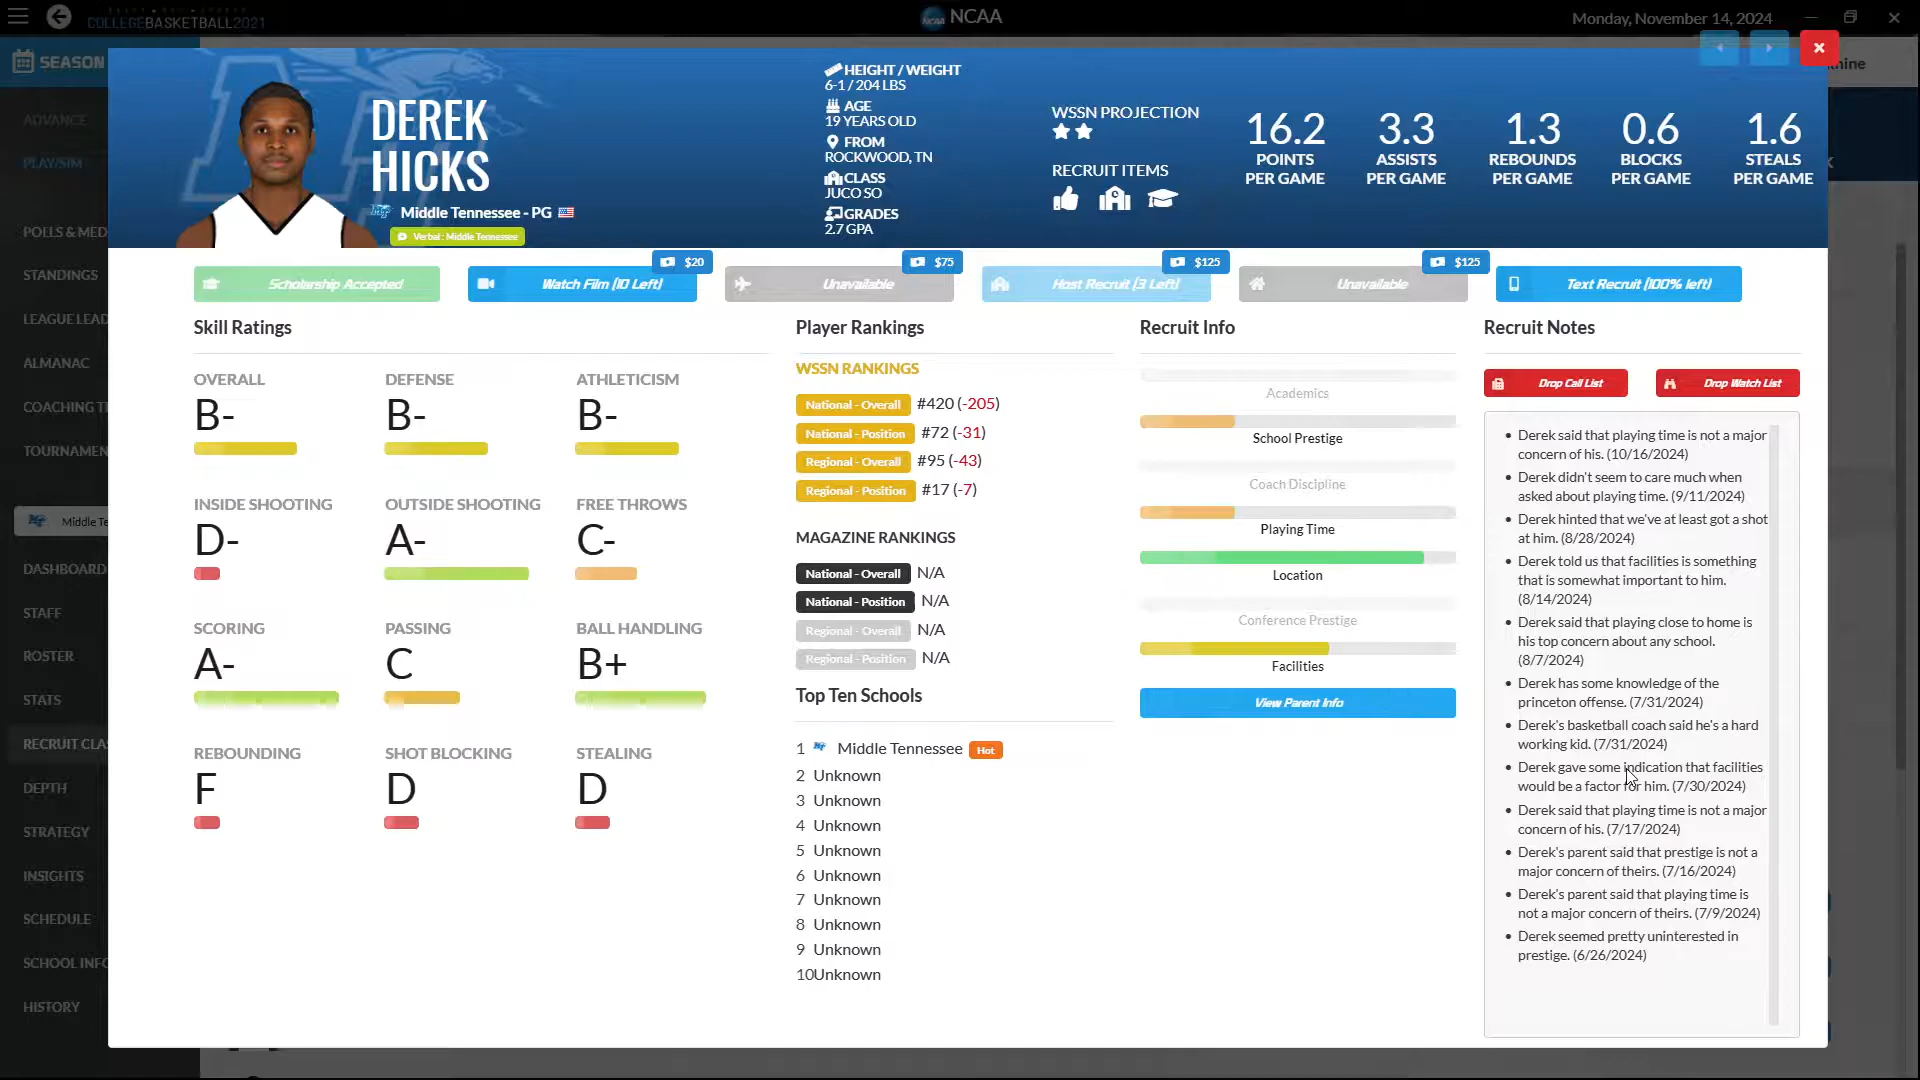 COLLEGEBASKETBALL2021
NCAA
Monday, November 14, 2024
SEASON
ADVANCE
PLAY/SIM
POLLS & MED
STANDINGS
LEAGUE LEAD
ALMANAC
COACHING T
TOURNAMEN
Middle Te
DASHBOARD
STAFF
ROSTER
STATS
RECRUIT CLA
DEPTH
STRATEGY
INSIGHTS
SCHEDULE
SCHOOL INFO
HISTORY
DEREK
HICKS
Middle Tennessee - PG
Verbal : Middle Tennessee
HEIGHT / WEIGHT
6-1 / 204 LBS
AGE
19 YEARS OLD
FROM
ROCKWOOD, TN
CLASS
JUCO SO
GRADES
2.7 GPA
WSSN PROJECTION
RECRUIT ITEMS
16.2
POINTS
PER GAME
3.3
ASSISTS
PER GAME
1.3
REBOUNDS
PER GAME
0.6
BLOCKS
PER GAME
1.6
STEALS
PER GAME
Scholarship Accepted
$20
Watch Film (10 Left)
$75
Unavailable
$125
Host Recruit (3 Left)
$125
Unavailable
Text Recruit (100% left)
Skill Ratings
OVERALL
B-
DEFENSE
B-
ATHLETICISM
B-
INSIDE SHOOTING
D-
OUTSIDE SHOOTING
A-
FREE THROWS
C-
SCORING
A-
PASSING
C
BALL HANDLING
B+
REBOUNDING
F
SHOT BLOCKING
D
STEALING
D
Player Rankings
WSSN RANKINGS
National - Overall #420 (-205)
National - Position #72 (-31)
Regional - Overall #95 (-43)
Regional - Position #17 (-7)
MAGAZINE RANKINGS
National - Overall N/A
National - Position N/A
Regional - Overall N/A
Regional - Position N/A
Top Ten Schools
1 Middle Tennessee Hot
2 Unknown
3 Unknown
4 Unknown
5 Unknown
6 Unknown
7 Unknown
8 Unknown
9 Unknown
10Unknown
Recruit Info
Academics
School Prestige
Coach Discipline
Playing Time
Location
Conference Prestige
Facilities
View Parent Info
Recruit Notes
Drop Call List
Drop Watch List
Derek said that playing time is not a major
concern of his. (10/16/2024)
Derek didn't seem to care much when
asked about playing time. (9/11/2024)
Derek hinted that we've at least got a shot
at him. (8/28/2024)
Derek told us that facilities is something
that is somewhat important to him.
(8/14/2024)
Derek said that playing close to home is
his top concern about any school.
(8/7/2024)
Derek has some knowledge of the
princeton offense. (7/31/2024)
Derek's basketball coach said he's a hard
working kid. (7/31/2024)
Derek gave some indication that facilities
would be a factor for him. (7/30/2024)
Derek said that playing time is not a major
concern of his. (7/17/2024)
Derek's parent said that prestige is not a
major concern of theirs. (7/16/2024)
Derek's parent said that playing time is
not a major concern of theirs. (7/9/2024)
Derek seemed pretty uninterested in
prestige. (6/26/2024)